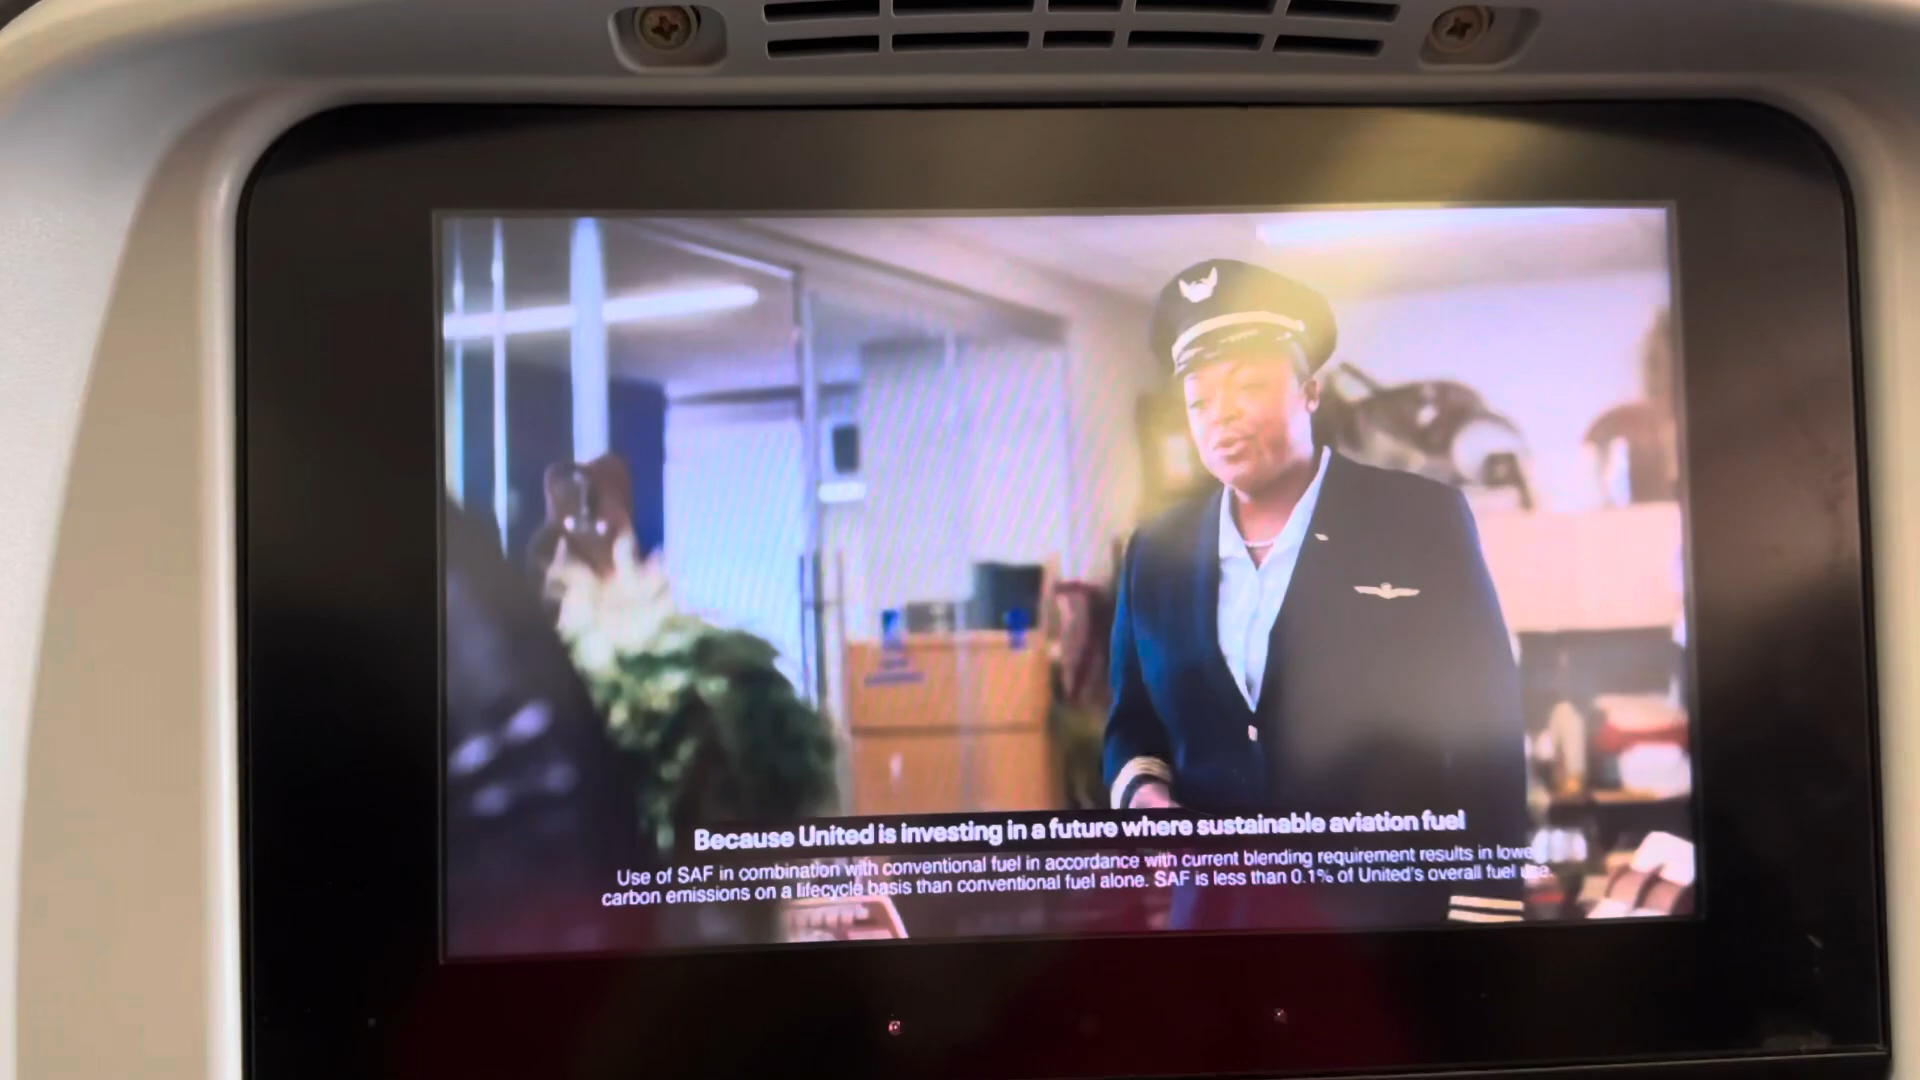 Because United is investing in a future where sustainable aviation fuel
Use of SAF in combination with conventional fuel in accordance with current blending requirement results in lower
carbon emissions on a lifecycle basis than conventional fuel alone. SAF is less than 0.1% of United's overall fuel use.